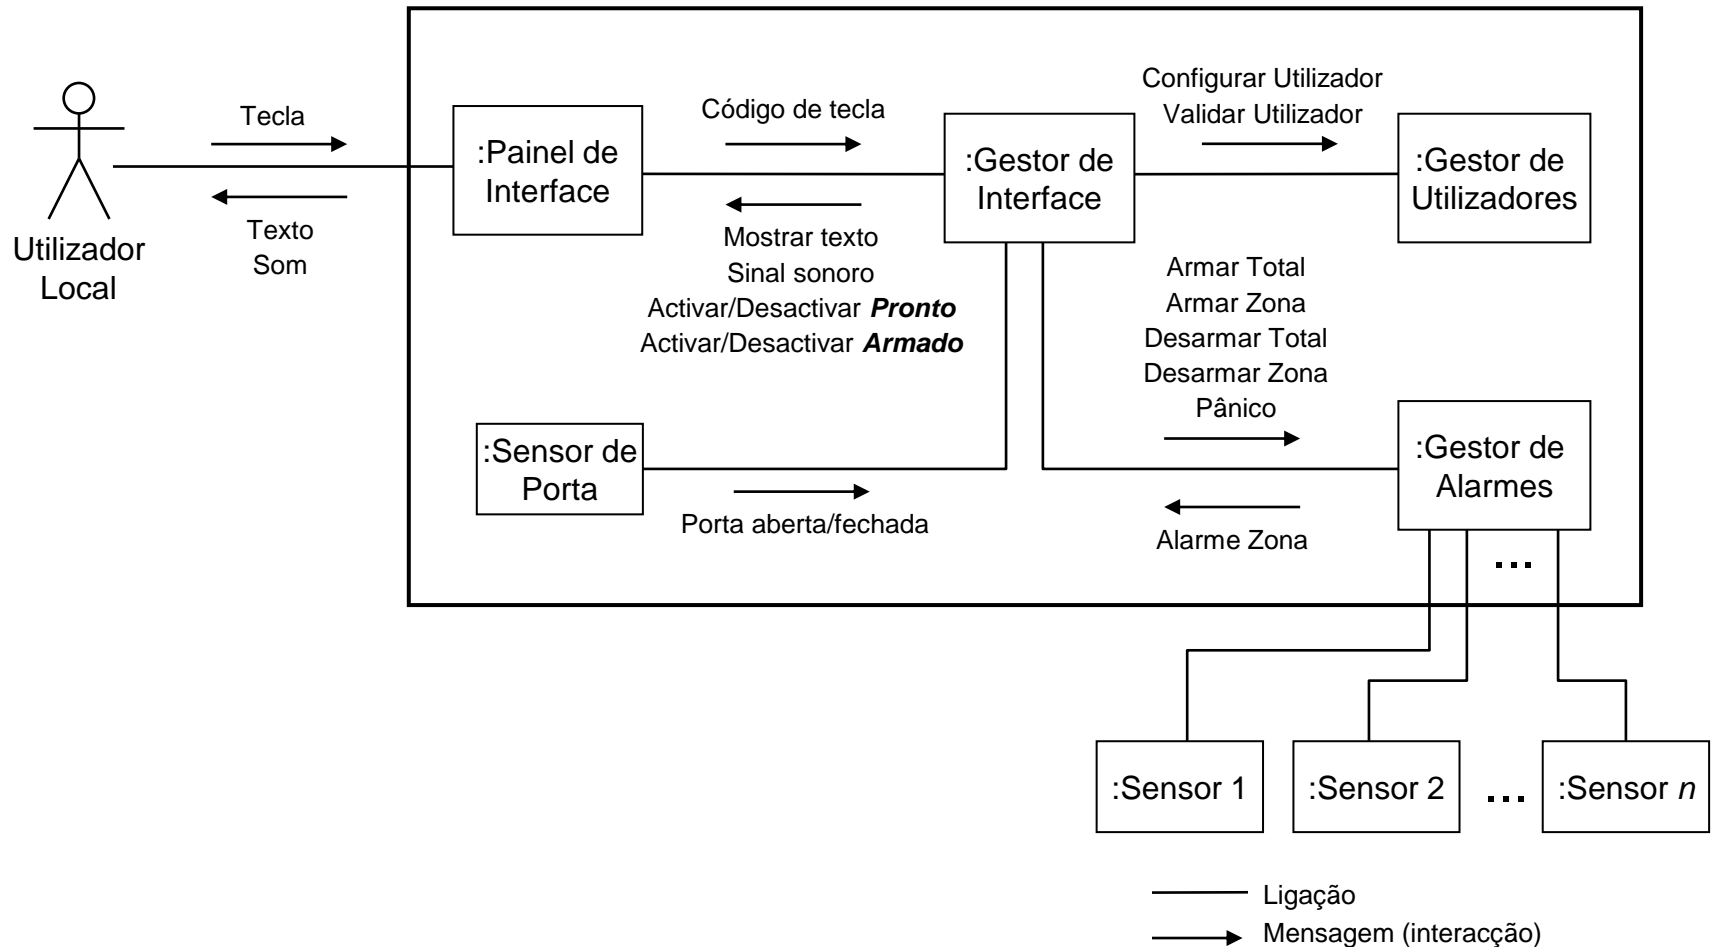 Utilizador
Local
Tecla
Texto
Som
:Painel de
Interface
Código de tecla
Mostrar texto
Sinal sonoro
Activar/Desactivar Pronto
Activar/Desactivar Armado
:Gestor de
Interface
Configurar Utilizador
Validar Utilizador
:Gestor de
Utilizadores
Armar Total
Armar Zona
Desarmar Total
Desarmar Zona
Pânico
:Sensor de
Porta
Porta aberta/fechada
Alarme Zona
:Gestor de
Alarmes
...
:Sensor 1
:Sensor 2
...
:Sensor n
Ligação
Mensagem (interacção)